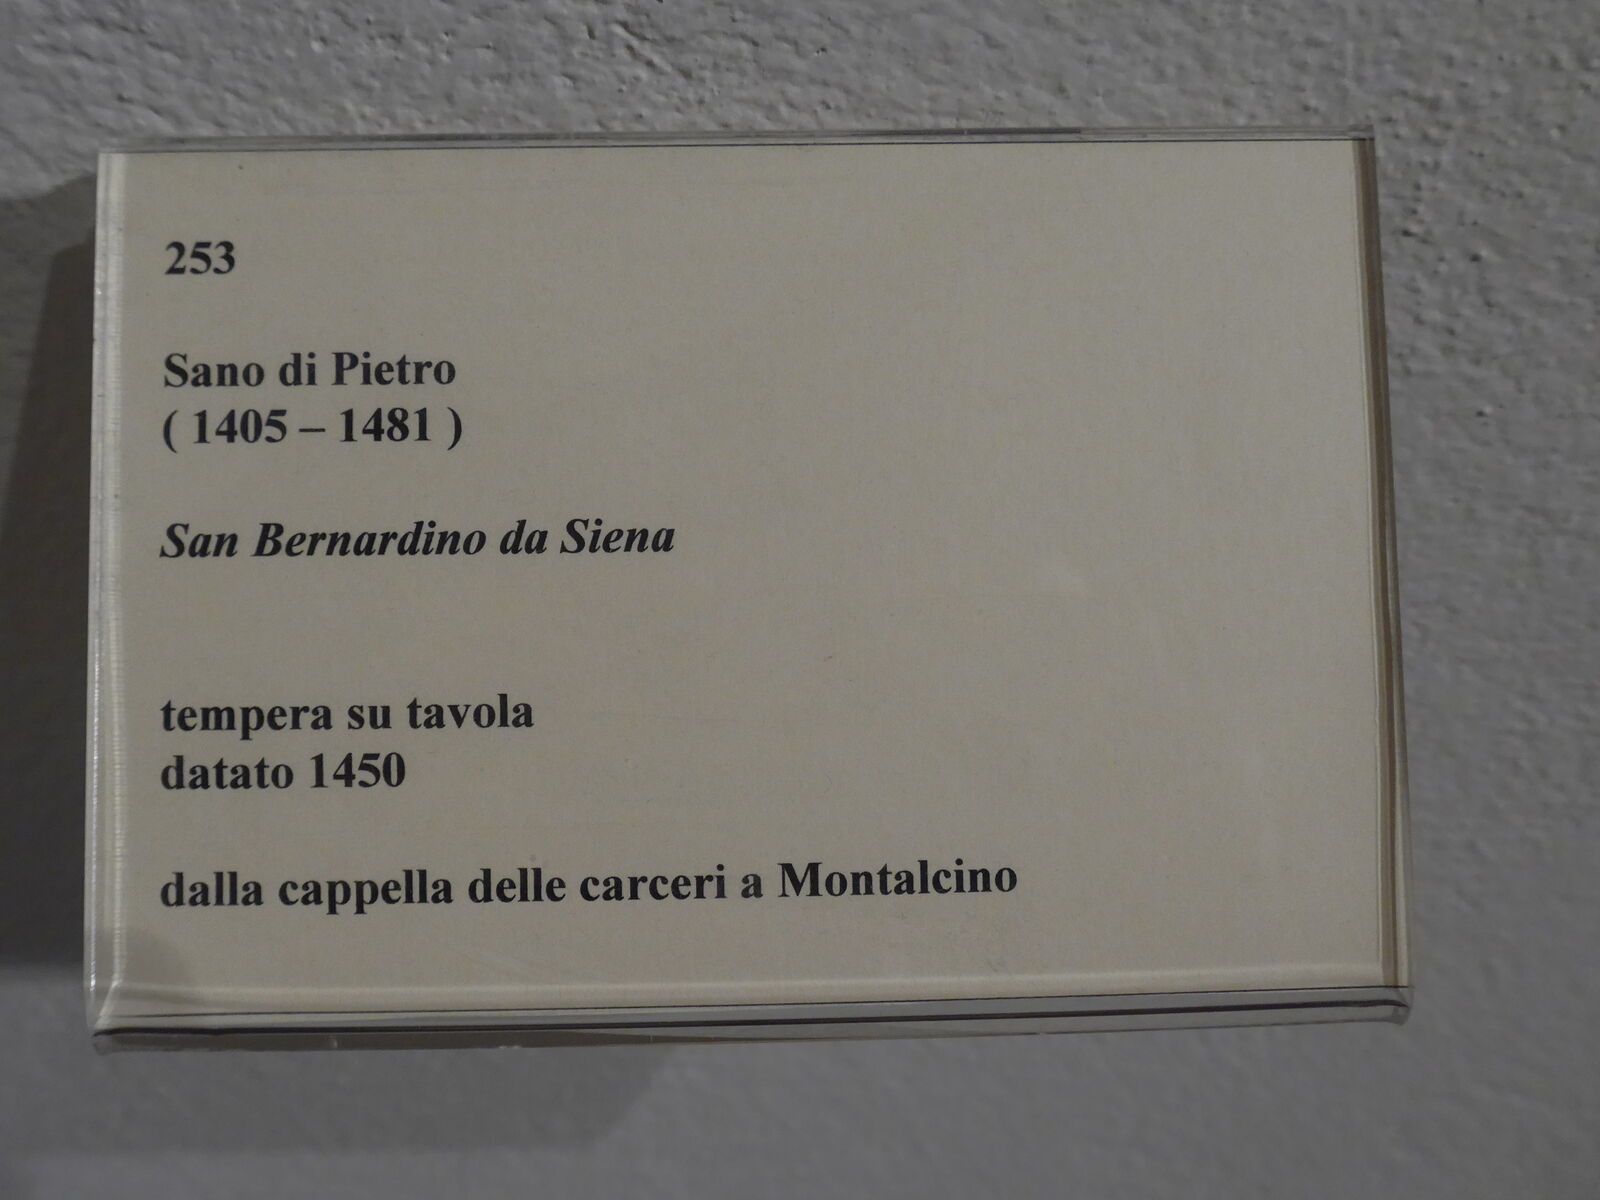 253
Sano di Pietro
( 1405 – 1481 )
San Bernardino da Siena
tempera su tavola
datato 1450
dalla cappella delle carceri a Montalcino